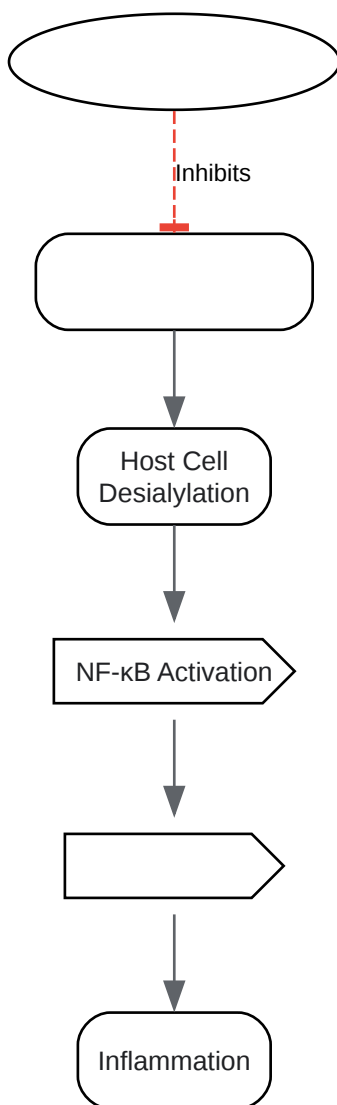 Inhibits
Host Cell
Desialylation
NF-κB Activation
Inflammation